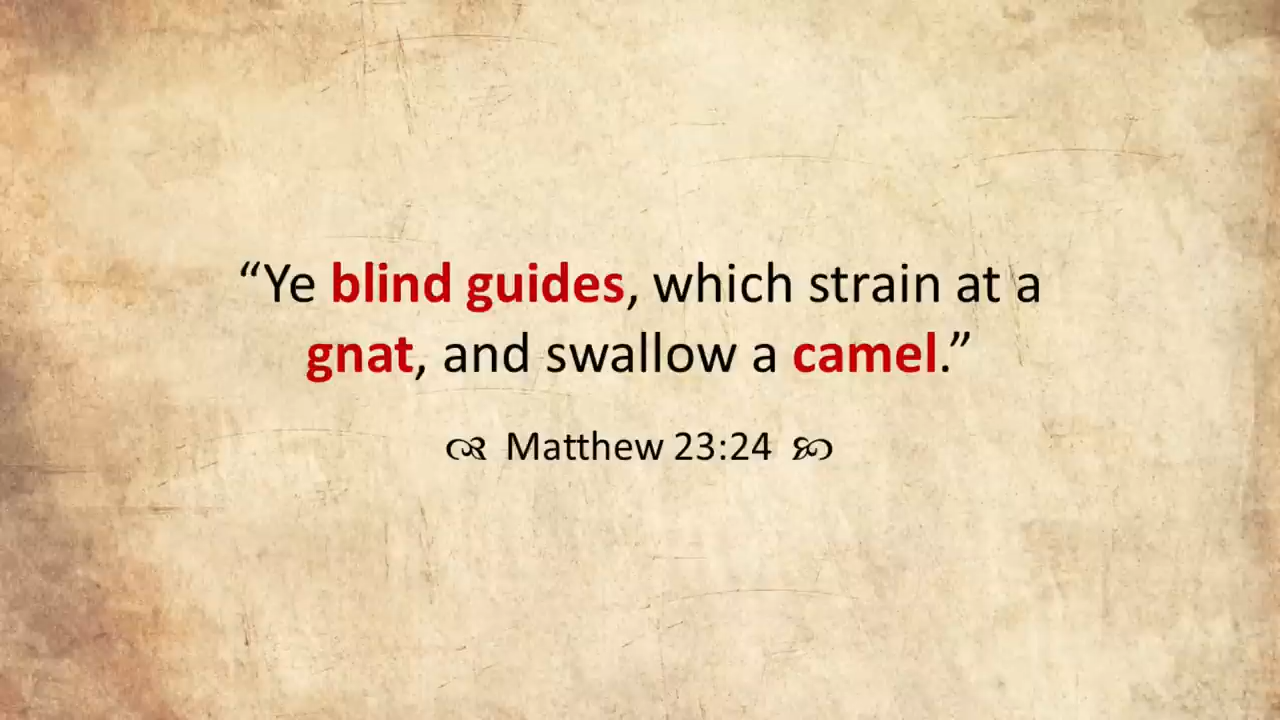 “Ye blind guides, which strain at a
gnat, and swallow a camel.”
Matthew 23:24